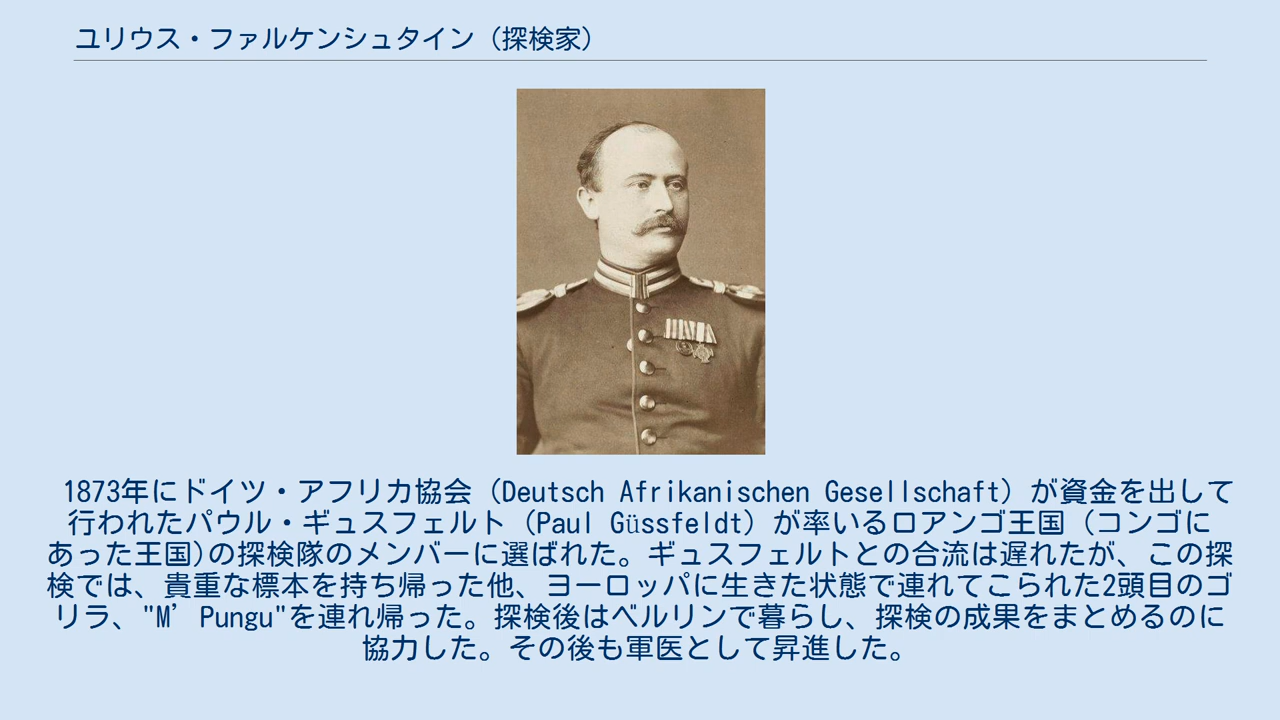 ユリウス・ファルケンシュタイン（探検家）
1873年にドイツ・アフリカ協会（Deutsch Afrikanischen Gesellschaft）が資金を出して
行われたパウル・ギュスフェルト（Paul Güssfeldt）が率いるロアンゴ王国（コンゴに
あった王国)の探検隊のメンバーに選ばれた。ギュスフェルトとの合流は遅れたが、この探
検では、貴重な標本を持ち帰った他、ヨーロッパに生きた状態で連れてこられた2頭目のゴ
リラ、"M’Pungu"を連れ帰った。探検後はベルリンで暮らし、探検の成果をまとめるのに
協力した。その後も軍医として昇進した。